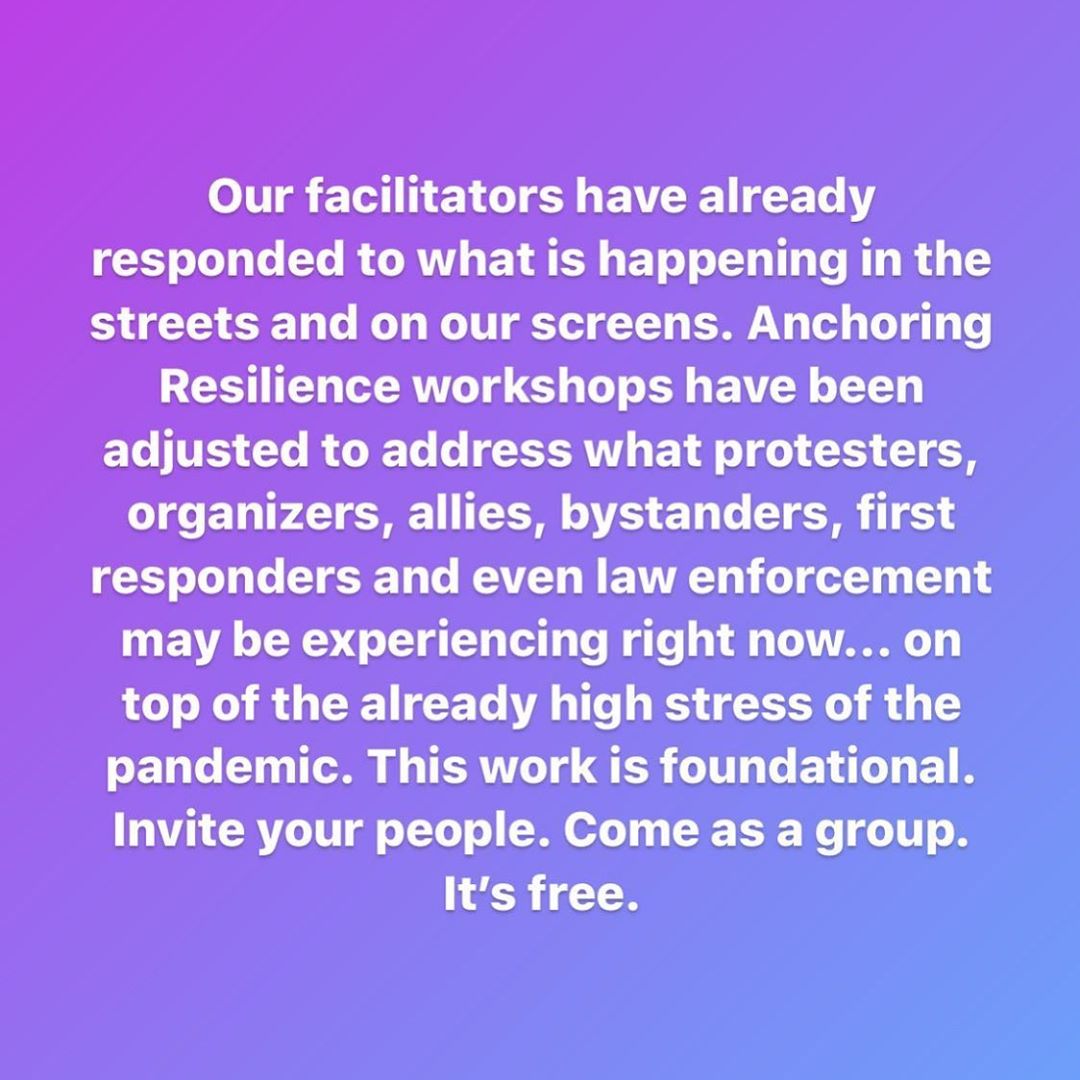 Our facilitators have already
responded to what is happening in the
streets and on our screens. Anchoring
Resilience workshops have been
adjusted to address what protesters,
organizers, allies, bystanders, first
responders and even law enforcement
may be experiencing right now... on
top of the already high stress of the
pandemic. This work is foundational.
Invite your people. Come as a group.
It’s free.